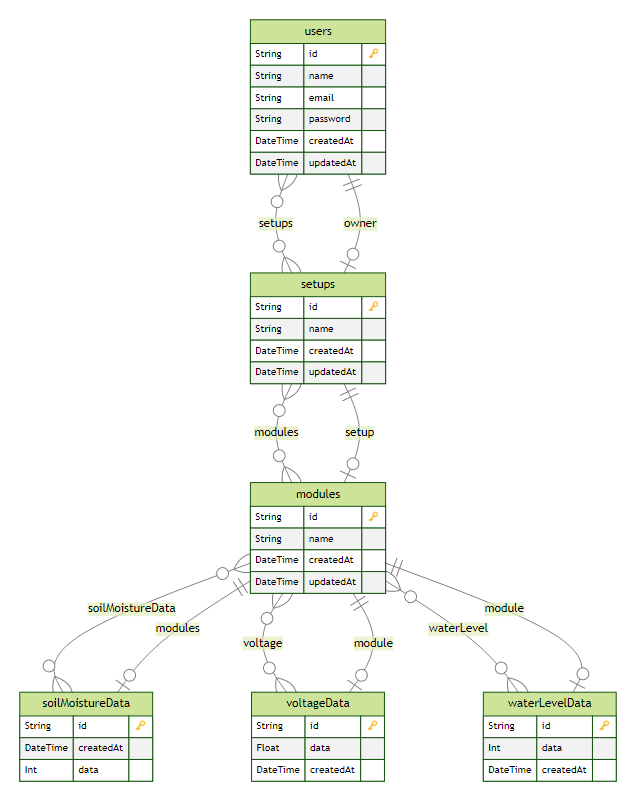 users
String id
String name
String email
String password
DateTime createdAt
DateTime updatedAt
setups owner
setups
String id
String name
DateTime createdAt
DateTime updatedAt
modules setup
modules
String id
String name
DateTime createdAt
DateTime updatedAt
soilMoistureData module
modules waterLevel
voltage module
soilMoistureData voltageData waterLevelData
String id String id String id
DateTime createdAt Float data Int data
Int data DateTime createdAt DateTime createdAt